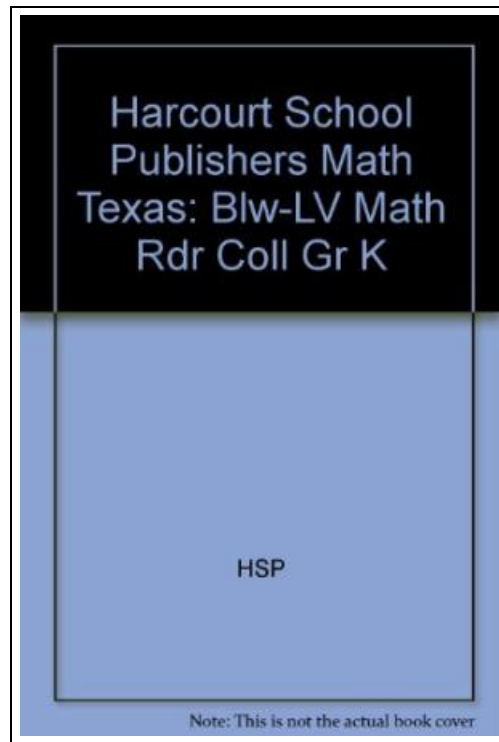 Harcourt School
Publishers Math
Texas: Blw-LV Math
Rdr Coll Gr K
HSP
Note: This is not the actual book cover